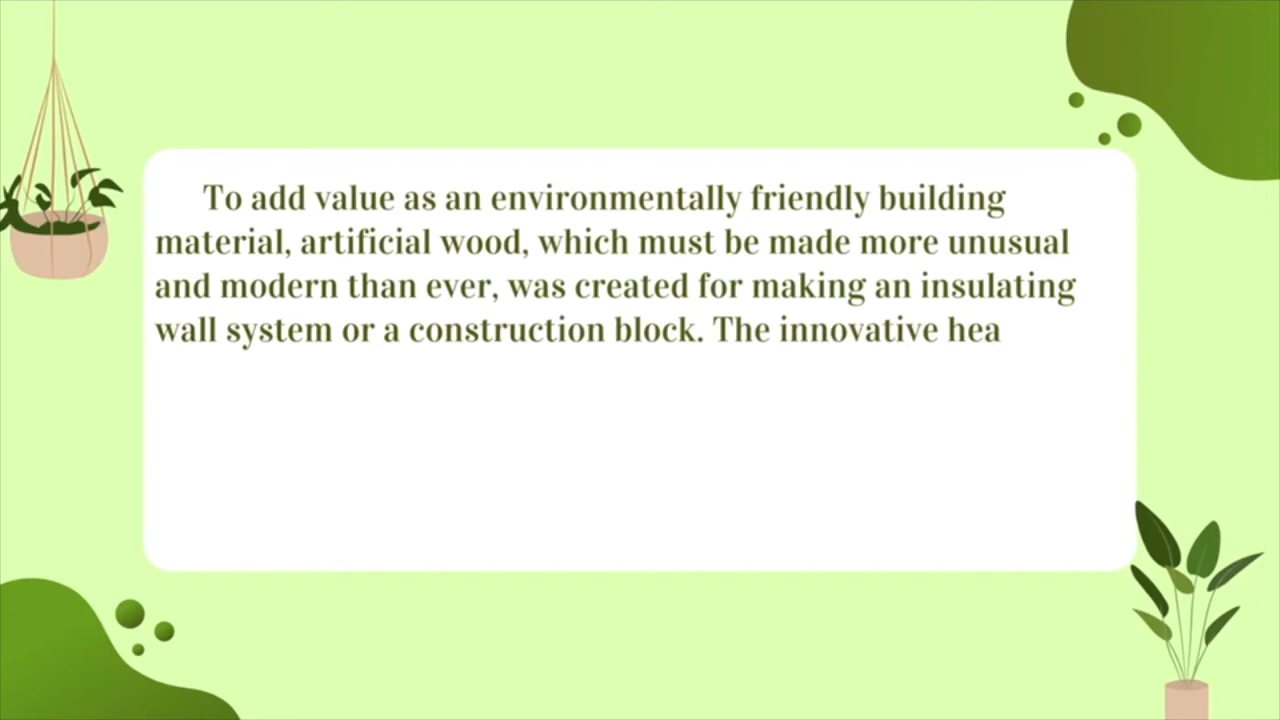 To add value as an environmentally friendly building
material, artificial wood, which must be made more unusual
and modern than ever, was created for making an insulating
wall system or a construction block. The innovative hea